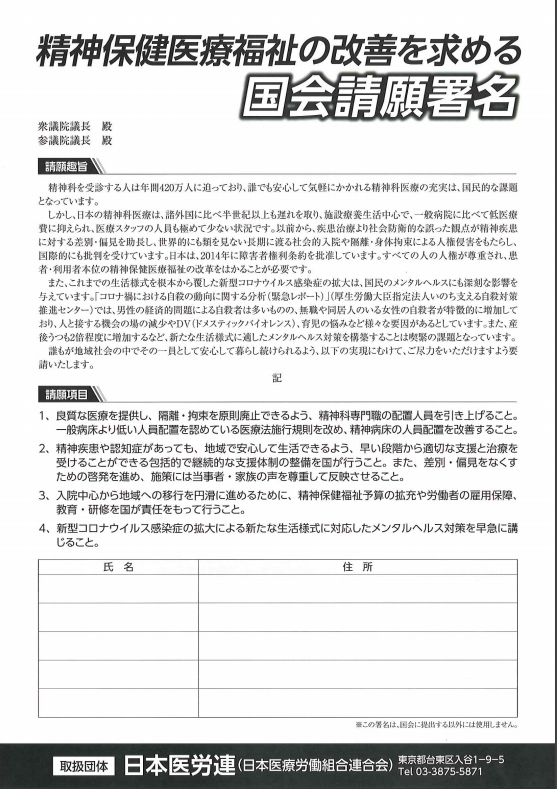 精神保健医療福祉の改善を求める
国会請願署名
衆議院議長　殿
参議院議長　殿
請願趣旨
精神科を受診する人は年間420万人に迫っており、誰でも安心して気軽にかかれる精神科医療の充実は、国民的な課題
となっています。
しかし、日本の精神科医療は、諸外国に比べ半世紀以上も遅れを取り、施設療養生活中心で、一般病院に比べて低医療
費に抑えられ、医療スタッフの人員も極めて少ない状況です。以前から、疾患治療より社会防衛的な誤った観点が精神疾患
に対する差別・偏見を助長し、世界的にも類を見ない長期に渡る社会的入院や隔離・身体拘束による人権侵害をもたらし、
国際的にも批判を受けています。日本は、2014年に障害者権利条約を批准しています。すべての人の人権が尊重され、患
者・利用者本位の精神保健医療福祉の改革をはかることが必要です。
また、これまでの生活様式を根本から覆した新型コロナウイルス感染症の拡大は、国民のメンタルヘルスにも深刻な影響を
与えています。「コロナ禍における自殺の動向に関する分析（緊急レポート）」（厚生労働大臣指定法人いのち支える自殺対策
推進センター）では、男性の経済的問題による自殺者は多いものの、無職や同居人のいる女性の自殺者が特徴的に増加して
おり、人と接する機会の場の減少やDV（ドメスティックバイオレンス）、育児の悩みなど様々な要因があるとしています。また、産
後うつも2倍程度に増加するなど、新たな生活様式に適したメンタルヘルス対策を構築することは喫緊の課題となっています。
誰もが地域社会の中でその一員として安心して暮らし続けられるよう、以下の実現にむけて、ご尽力をいただけますよう要
請いたします。
記
請願項目
1、良質な医療を提供し、隔離・拘束を原則廃止できるよう、精神科専門職の配置人員を引き上げること。
一般病床より低い人員配置を認めている医療法施行規則を改め、精神病床の人員配置を改善すること。
2、精神疾患や認知症があっても、地域で安心して生活できるよう、早い段階から適切な支援と治療を
受けることができる包括的で継続的な支援体制の整備を国が行うこと。また、差別・偏見をなくす
ための啓発を進め、施策には当事者・家族の声を尊重して反映させること。
3、入院中心から地域への移行を円滑に進めるために、精神保健福祉予算の拡充や労働者の雇用保障、
教育・研修を国が責任をもって行うこと。
4、新型コロナウイルス感染症の拡大による新たな生活様式に対応したメンタルヘルス対策を早急に講
じること。
氏名　住所
※この署名は、国会に提出する以外には使用しません。
取扱団体　日本医労連（日本医療労働組合連合会）　東京都台東区入谷1-9-5
Tel 03-3875-5871